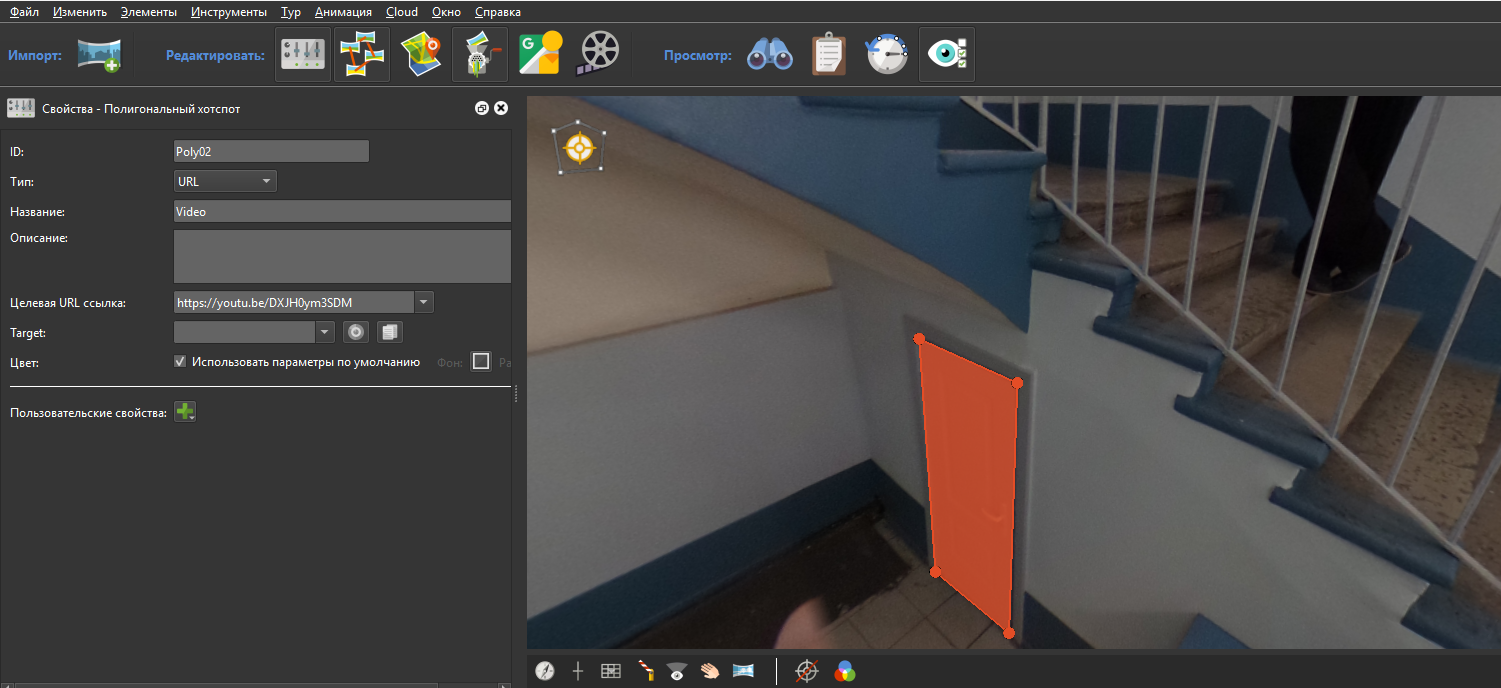 Файл Изменить Элементы Инструменты Тур Анимация Cloud Окно Справка
Импорт: Редактировать: G Просмотр:
Свойства - Полигональный хотспот
ID: Poly02
Тип: URL
Название: Video
Описание:
Целевая URL ссылка: https://youtu.be/DXJH0ym3SDM
Target:
Цвет: Использовать параметры по умолчанию Фон: Ра
Пользовательские свойства: